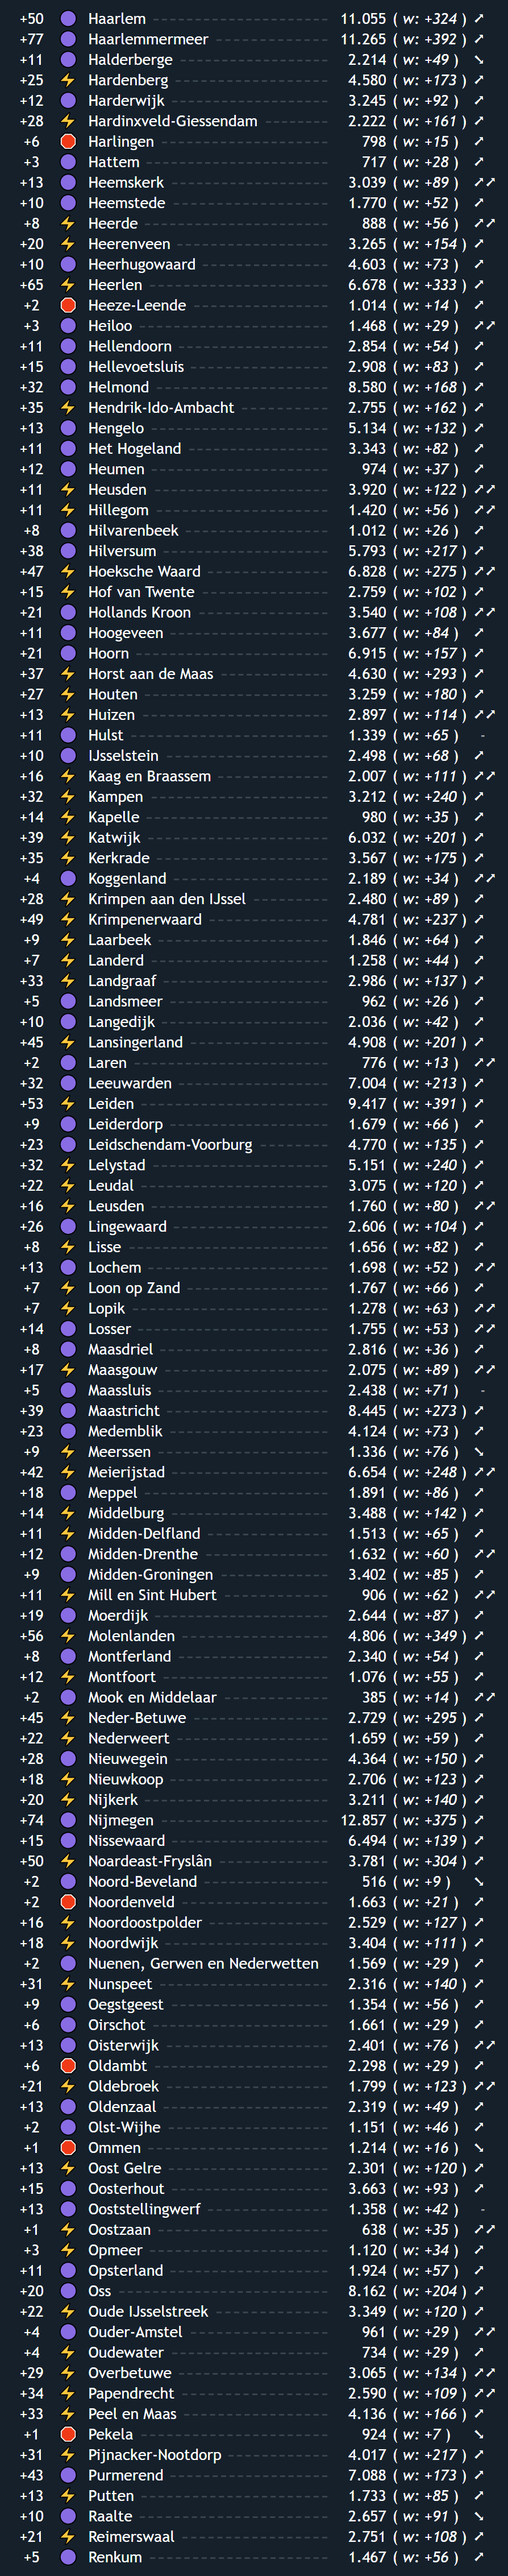 +50 Haarlem 11.055 ( w: +324 ) ➚
+77 Haarlemmermeer 11.265 ( w: +392 ) ➚
+11 Halderberge 2.214 ( w: +49 ) ➘
+25 Hardenberg 4.580 ( w: +173 ) ➚
+12 Harderwijk 3.245 ( w: +92 ) ➚
+28 Hardinxveld-Giessendam 2.222 ( w: +161 ) ➚
+6 Harlingen 798 ( w: +15 ) ➚
+3 Hattem 717 ( w: +28 ) ➚
+13 Heemskerk 3.039 ( w: +89 ) ➚➚
+10 Heemstede 1.770 ( w: +52 ) ➚
+8 Heerde 888 ( w: +56 ) ➚➚
+20 Heerenveen 3.265 ( w: +154 ) ➚
+10 Heerhugowaard 4.603 ( w: +73 ) ➚
+65 Heerlen 6.678 ( w: +333 ) ➚
+2 Heeze-Leende 1.014 ( w: +14 ) ➚
+3 Heiloo 1.468 ( w: +29 ) ➚➚
+11 Hellendoorn 2.854 ( w: +54 ) ➚
+15 Hellevoetsluis 2.908 ( w: +83 ) ➚
+32 Helmond 8.580 ( w: +168 ) ➚
+35 Hendrik-Ido-Ambacht 2.755 ( w: +162 ) ➚
+13 Hengelo 5.134 ( w: +132 ) ➚
+11 Het Hogeland 3.343 ( w: +82 ) ➚
+12 Heumen 974 ( w: +37 ) ➚
+11 Heusden 3.920 ( w: +122 ) ➚➚
+11 Hillegom 1.420 ( w: +56 ) ➚➚
+8 Hilvarenbeek 1.012 ( w: +26 ) ➚
+38 Hilversum 5.793 ( w: +217 ) ➚
+47 Hoeksche Waard 6.828 ( w: +275 ) ➚➚
+15 Hof van Twente 2.759 ( w: +102 ) ➚
+21 Hollands Kroon 3.540 ( w: +108 ) ➚➚
+11 Hoogeveen 3.677 ( w: +84 ) ➚
+21 Hoorn 6.915 ( w: +157 ) ➚
+37 Horst aan de Maas 4.630 ( w: +293 ) ➚
+27 Houten 3.259 ( w: +180 ) ➚
+13 Huizen 2.897 ( w: +114 ) ➚➚
+11 Hulst 1.339 ( w: +65 ) -
+10 IJsselstein 2.498 ( w: +68 ) ➚
+16 Kaag en Braassem 2.007 ( w: +111 ) ➚➚
+32 Kampen 3.212 ( w: +240 ) ➚
+14 Kapelle 980 ( w: +35 ) ➚
+39 Katwijk 6.032 ( w: +201 ) ➚
+35 Kerkrade 3.567 ( w: +175 ) ➚
+4 Koggenland 2.189 ( w: +34 ) ➚➚
+28 Krimpen aan den IJssel 2.480 ( w: +89 ) ➚
+49 Krimpenerwaard 4.781 ( w: +237 ) ➚
+9 Laarbeek 1.846 ( w: +64 ) ➚
+7 Landerd 1.258 ( w: +44 ) ➚
+33 Landgraaf 2.986 ( w: +137 ) ➚
+5 Landsmeer 962 ( w: +26 ) ➚
+10 Langedijk 2.036 ( w: +42 ) ➚
+45 Lansingerland 4.908 ( w: +201 ) ➚
+2 Laren 776 ( w: +13 ) ➚➚
+32 Leeuwarden 7.004 ( w: +213 ) ➚
+53 Leiden 9.417 ( w: +391 ) ➚
+9 Leiderdorp 1.679 ( w: +66 ) ➚
+23 Leidschendam-Voorburg 4.770 ( w: +135 ) ➚
+32 Lelystad 5.151 ( w: +240 ) ➚
+22 Leudal 3.075 ( w: +120 ) ➚
+16 Leusden 1.760 ( w: +80 ) ➚➚
+26 Lingewaard 2.606 ( w: +104 ) ➚
+8 Lisse 1.656 ( w: +82 ) ➚
+13 Lochem 1.698 ( w: +52 ) ➚➚
+7 Loon op Zand 1.767 ( w: +66 ) ➚
+7 Lopik 1.278 ( w: +63 ) ➚➚
+14 Losser 1.755 ( w: +53 ) ➚➚
+8 Maasdriel 2.816 ( w: +36 ) ➚
+17 Maasgouw 2.075 ( w: +89 ) ➚➚
+5 Maassluis 2.438 ( w: +71 ) -
+39 Maastricht 8.445 ( w: +273 ) ➚
+23 Medemblik 4.124 ( w: +73 ) ➚
+9 Meerssen 1.336 ( w: +76 ) ➘
+42 Meierijstad 6.654 ( w: +248 ) ➚➚
+18 Meppel 1.891 ( w: +86 ) ➚
+14 Middelburg 3.488 ( w: +142 ) ➚
+11 Midden-Delfland 1.513 ( w: +65 ) ➚
+12 Midden-Drenthe 1.632 ( w: +60 ) ➚➚
+9 Midden-Groningen 3.402 ( w: +85 ) ➚
+11 Mill en Sint Hubert 906 ( w: +62 ) ➚➚
+19 Moerdijk 2.644 ( w: +87 ) ➚
+56 Molenlanden 4.806 ( w: +349 ) ➚
+8 Montferland 2.340 ( w: +54 ) ➚
+12 Montfoort 1.076 ( w: +55 ) ➚
+2 Mook en Middelaar 385 ( w: +14 ) ➚➚
+45 Neder-Betuwe 2.729 ( w: +295 ) ➚
+22 Nederweert 1.659 ( w: +59 ) ➚
+28 Nieuwegein 4.364 ( w: +150 ) ➚
+18 Nieuwkoop 2.706 ( w: +123 ) ➚
+20 Nijkerk 3.211 ( w: +140 ) ➚
+74 Nijmegen 12.857 ( w: +375 ) ➚
+15 Nissewaard 6.494 ( w: +139 ) ➚
+50 Noardeast-Fryslân 3.781 ( w: +304 ) ➚
+2 Noord-Beveland 516 ( w: +9 ) ➘
+2 Noordenveld 1.663 ( w: +21 ) ➚
+16 Noordoostpolder 2.529 ( w: +127 ) ➚
+18 Noordwijk 3.404 ( w: +111 ) ➚
+2 Nuenen, Gerwen en Nederwetten 1.569 ( w: +29 ) ➚
+31 Nunspeet 2.316 ( w: +140 ) ➚
+9 Oegstgeest 1.354 ( w: +56 ) ➚
+6 Oirschot 1.661 ( w: +29 ) ➚
+13 Oisterwijk 2.401 ( w: +76 ) ➚➚
+6 Oldambt 2.298 ( w: +29 ) ➚
+21 Oldebroek 1.799 ( w: +123 ) ➚➚
+13 Oldenzaal 2.319 ( w: +49 ) ➚
+2 Olst-Wijhe 1.151 ( w: +46 ) ➚
+1 Ommen 1.214 ( w: +16 ) ➘
+13 Oost Gelre 2.301 ( w: +120 ) ➚
+15 Oosterhout 3.663 ( w: +93 ) ➚
+13 Ooststellingwerf 1.358 ( w: +42 ) -
+1 Oostzaan 638 ( w: +35 ) ➚➚
+3 Opmeer 1.120 ( w: +34 ) ➚
+11 Opsterland 1.924 ( w: +57 ) ➚
+20 Oss 8.162 ( w: +204 ) ➚
+22 Oude IJsselstreek 3.349 ( w: +120 ) ➚
+4 Ouder-Amstel 961 ( w: +29 ) ➚➚
+4 Oudewater 734 ( w: +29 ) ➚
+29 Overbetuwe 3.065 ( w: +134 ) ➚➚
+34 Papendrecht 2.590 ( w: +109 ) ➚➚
+33 Peel en Maas 4.136 ( w: +166 ) ➚
+1 Pekela 924 ( w: +7 ) ➘
+31 Pijnacker-Nootdorp 4.017 ( w: +217 ) ➚
+43 Purmerend 7.088 ( w: +173 ) ➚
+13 Putten 1.733 ( w: +85 ) ➚
+10 Raalte 2.657 ( w: +91 ) ➘
+21 Reimerswaal 2.751 ( w: +108 ) ➚
+5 Renkum 1.467 ( w: +56 ) ➚